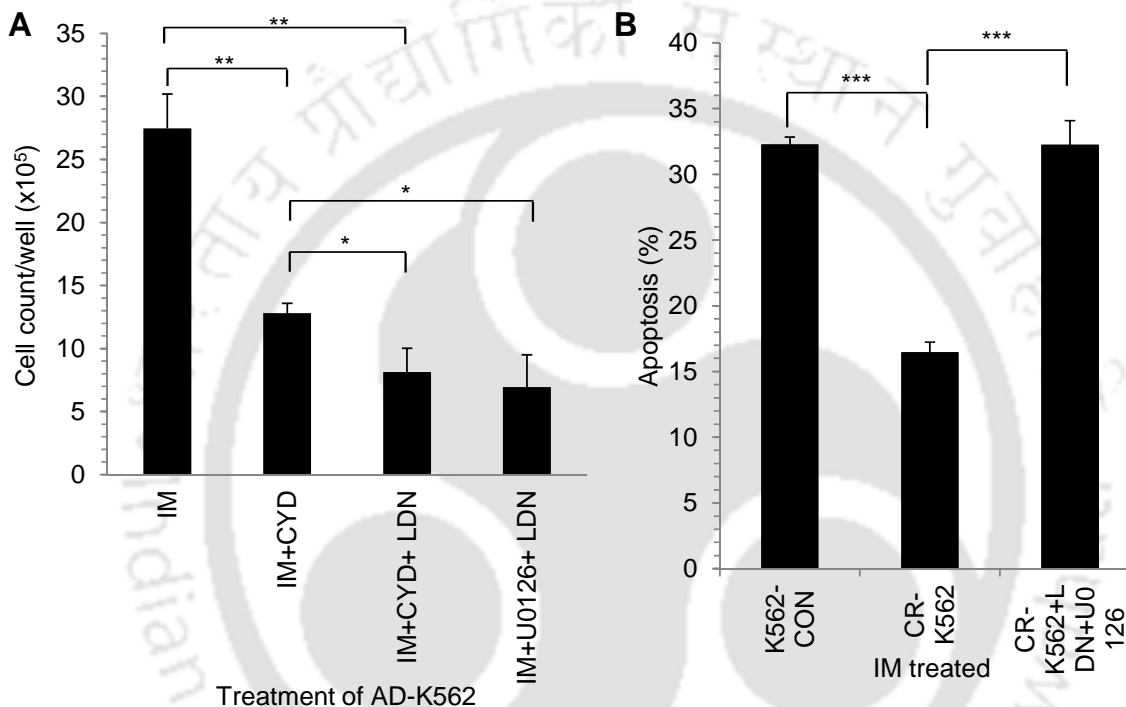 A
35
30
25
20
15
10
5
0
Cell count/well (x10⁵)
**
**
*
*
IM
IM+CYD
IM+CYD+ LDN
IM+U0126+ LDN
Treatment of AD-K562
B
40
35
30
25
20
15
10
5
0
Apoptosis (%)
***
***
K562-
CON
CR-
K562
CR-
K562+L
DN+U0
126
IM treated
Indian